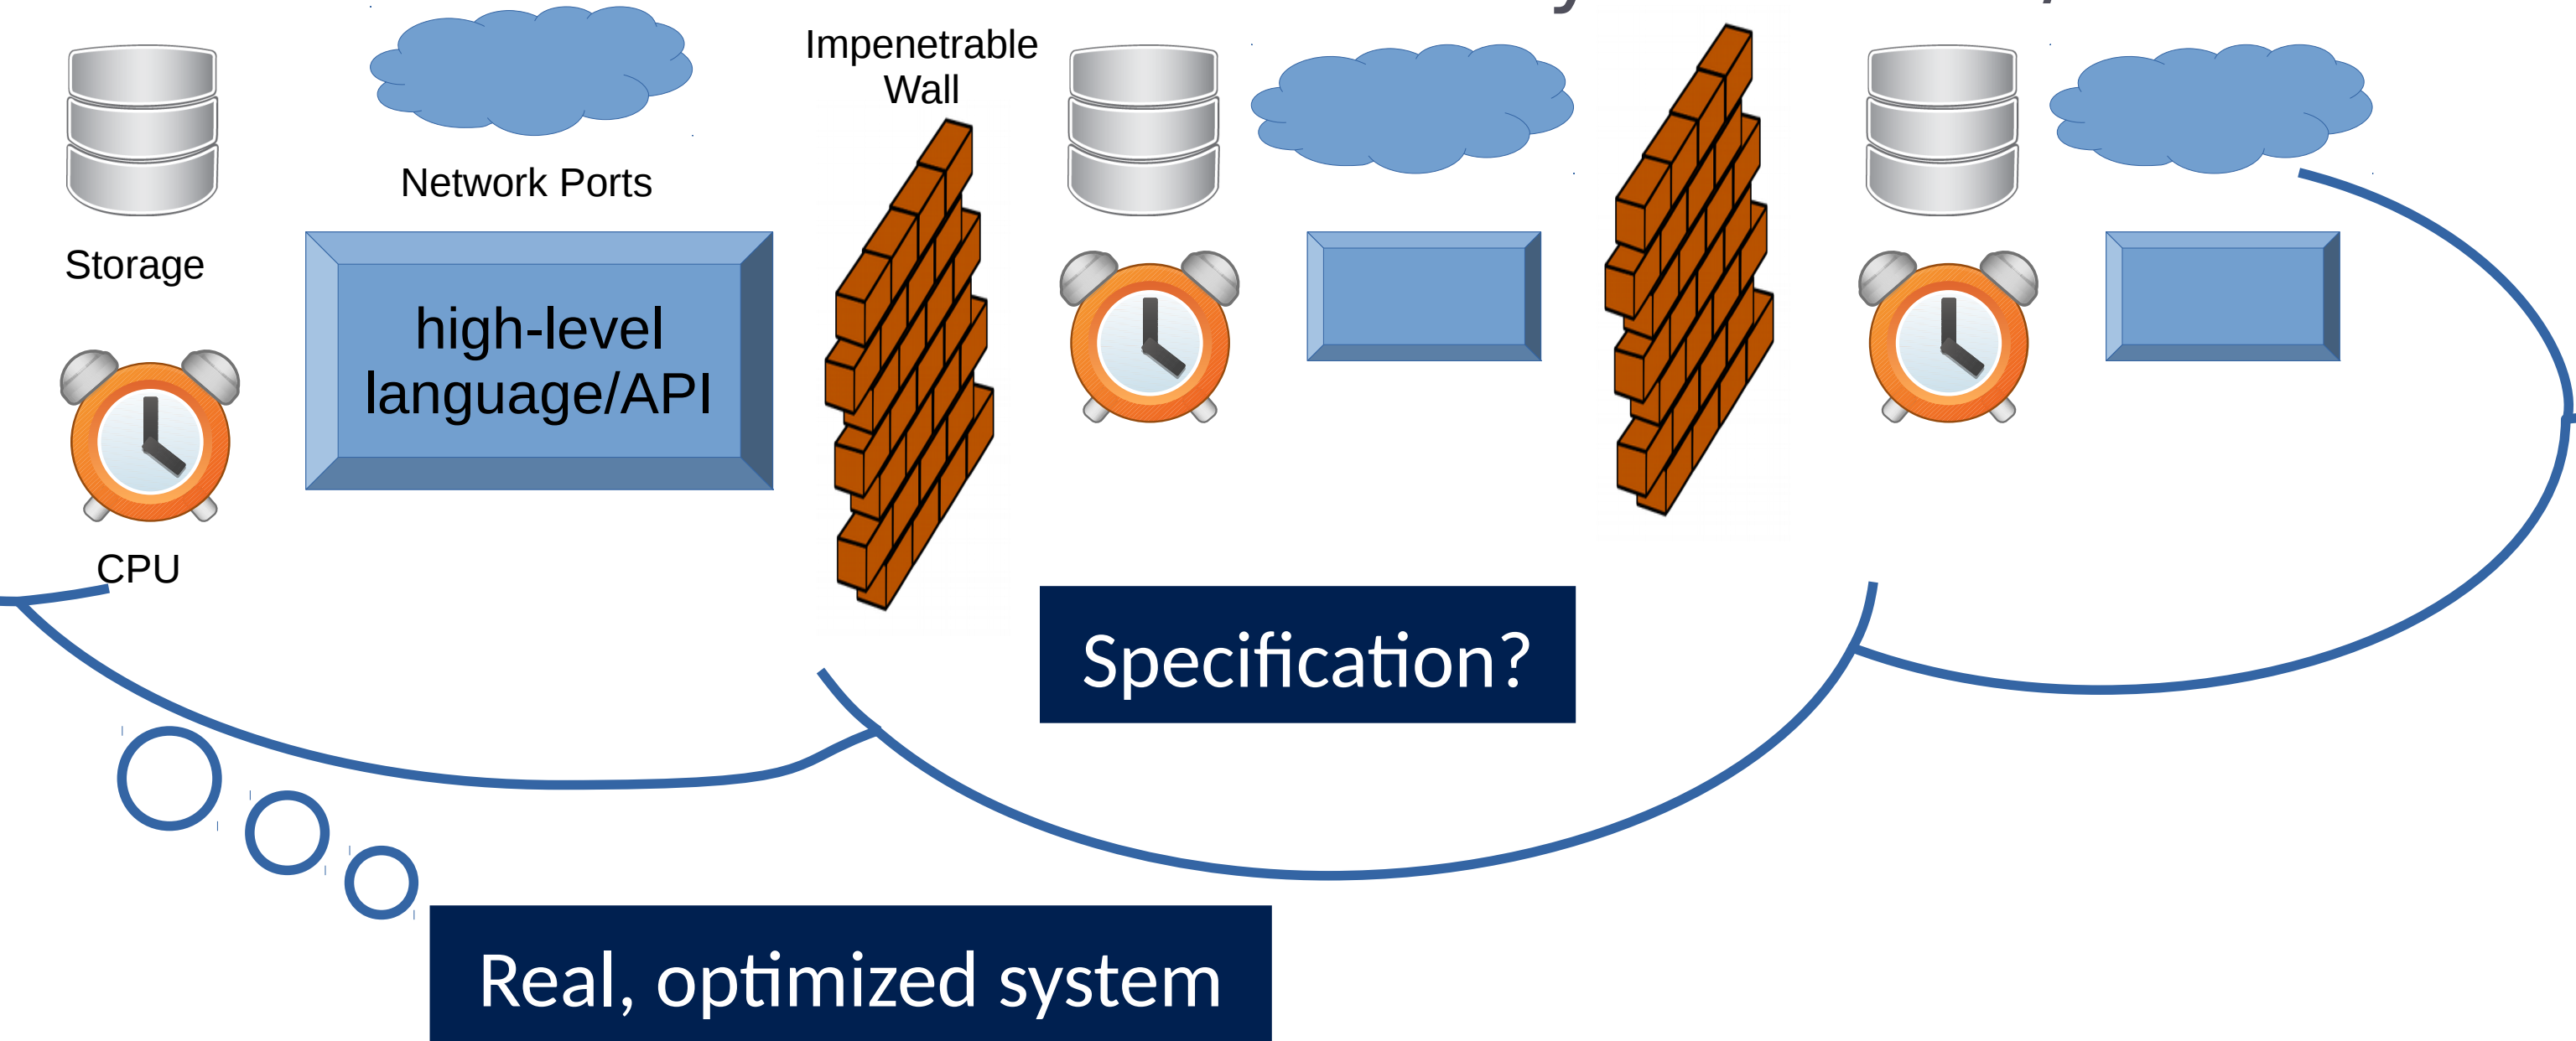 Impenetrable
Wall
Network Ports
Storage
high-level
language/API
CPU
Specification?
Real, optimized system